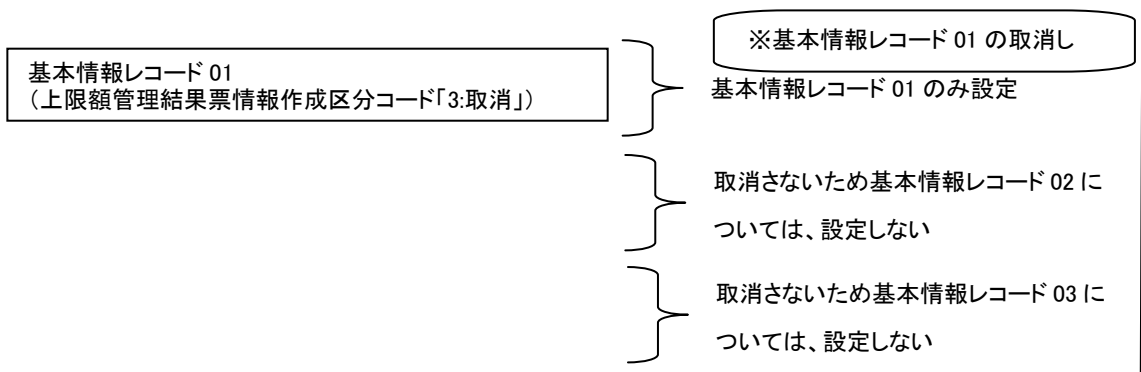 ※基本情報レコード 01 の取消し
基本情報レコード 01
（上限額管理結果票情報作成区分コード「3:取消」）
基本情報レコード 01 のみ設定
取消さないため基本情報レコード 02 に
ついては、設定しない
取消さないため基本情報レコード 03 に
ついては、設定しない